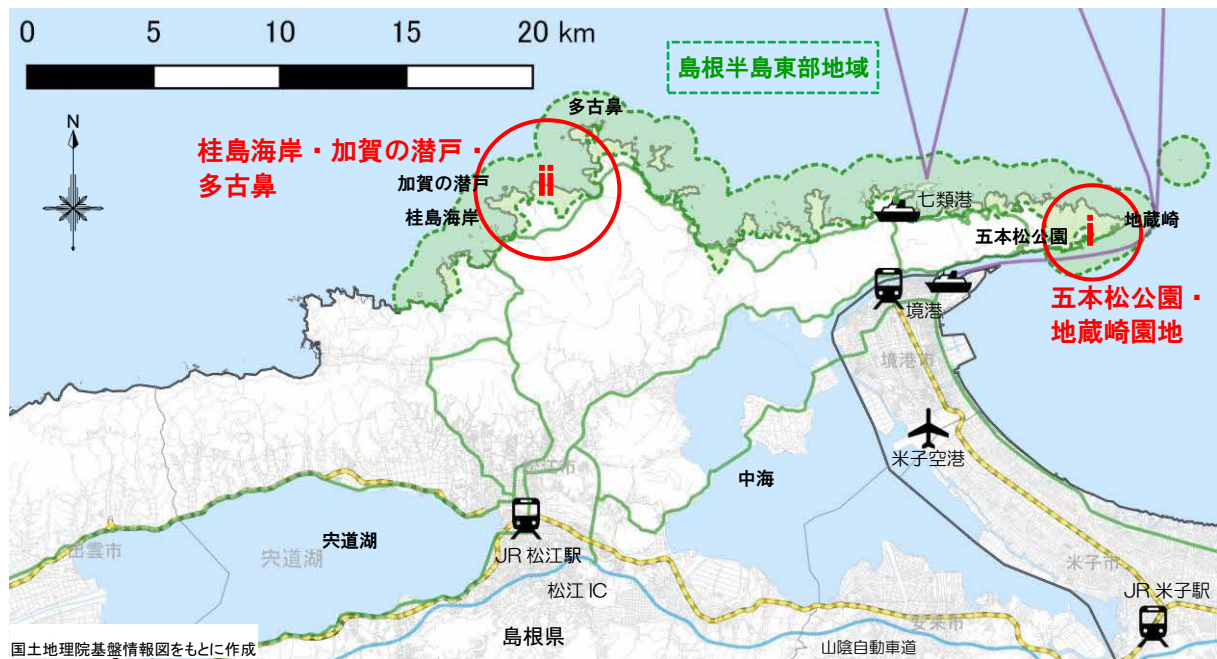 0 5 10 15 20 km
島根半島東部地域
多古鼻
N
桂島海岸・加賀の潜戸・
多古鼻
ii
加賀の潜戸
桂島海岸
七類港
地蔵崎
五本松公園
i
五本松公園・
地蔵崎園地
境港
境港市
米子空港
中海
松江市
宍道湖
宍道湖
出雲市
JR 松江駅
松江 IC
米子市
JR 米子駅
安来市
島根県
山陰自動車道
国土地理院基盤情報図をもとに作成